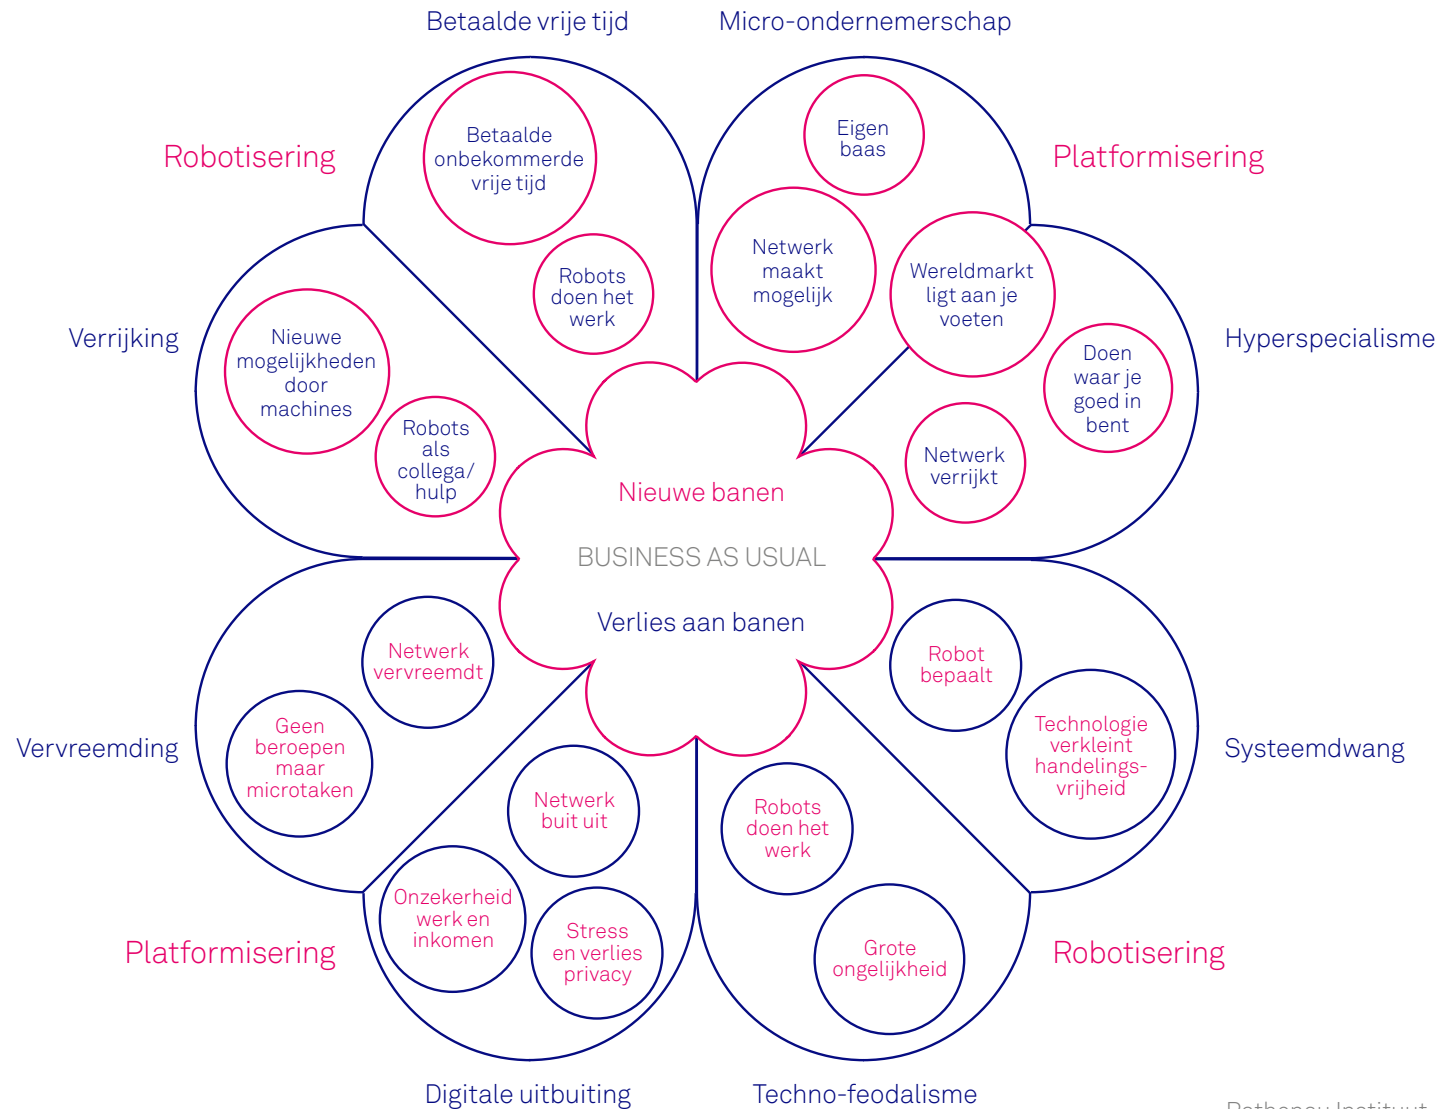 Betaalde vrije tijd
Micro-ondernemerschap
Robotisering
Platformisering
Betaalde
onbekommerde
vrije tijd
Robots
doen het
werk
Eigen
baas
Netwerk
maakt
mogelijk
Wereldmarkt
ligt aan je
voeten
Verrijking
Hyperspecialisme
Nieuwe
mogelijkheden
door
machines
Robots
als
collega/
hulp
Doen
waar je
goed in
bent
Netwerk
verrijkt
Nieuwe banen
BUSINESS AS USUAL
Verlies aan banen
Netwerk
vervreemdt
Geen
beroepen
maar
microtaken
Vervreemding
Robot
bepaalt
Technologie
verkleint
handelings-
vrijheid
Systeemdwang
Netwerk
buit uit
Onzekerheid
werk en
inkomen
Stress
en verlies
privacy
Robots
doen het
werk
Grote
ongelijkheid
Platformisering
Robotisering
Digitale uitbuiting
Techno-feodalisme
Rathenau Instituut